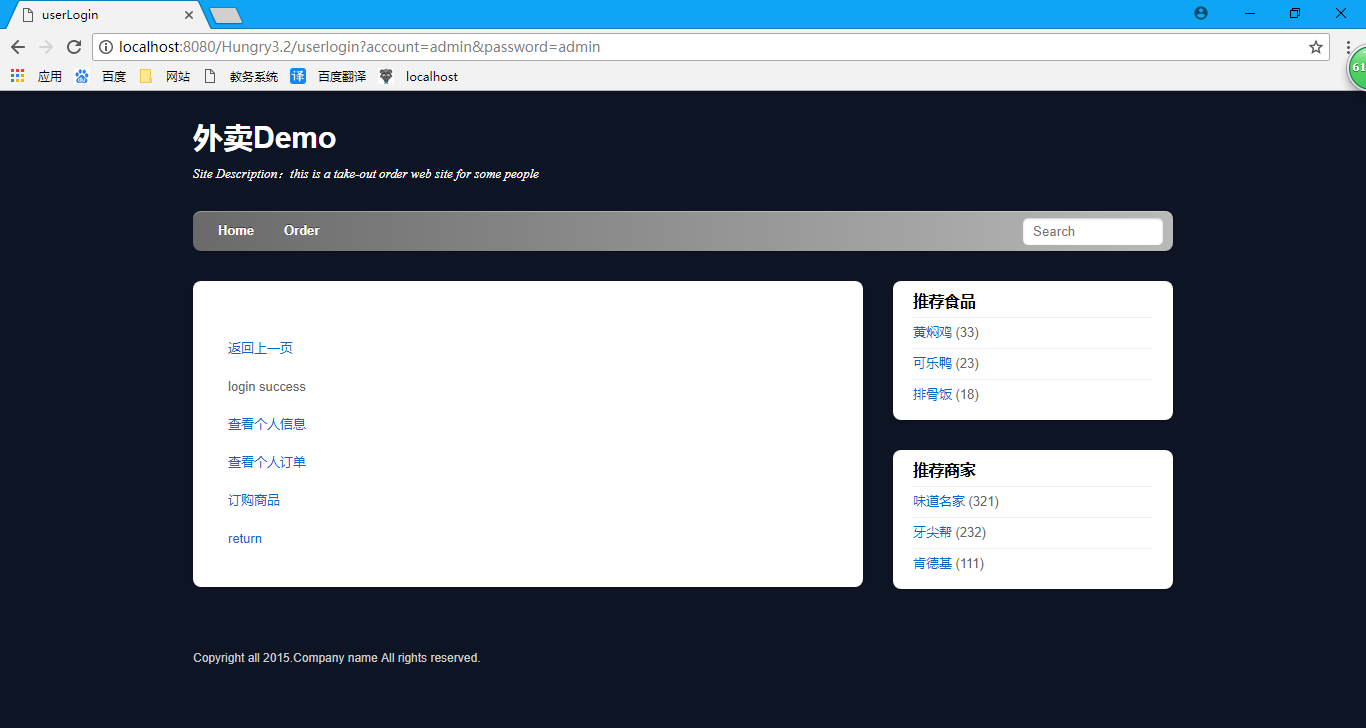 userLogin
localhost:8080/Hungry3.2/userlogin?account=admin&password=admin
应用 百度 网站 教务系统 译 百度翻译 localhost
61
外卖Demo
Site Description：this is a take-out order web site for some people
Home Order Search
返回上一页
login success
查看个人信息
查看个人订单
订购商品
return
推荐食品
黄焖鸡 (33)
可乐鸭 (23)
排骨饭 (18)
推荐商家
味道名家 (321)
牙尖帮 (232)
肯德基 (111)
Copyright all 2015.Company name All rights reserved.